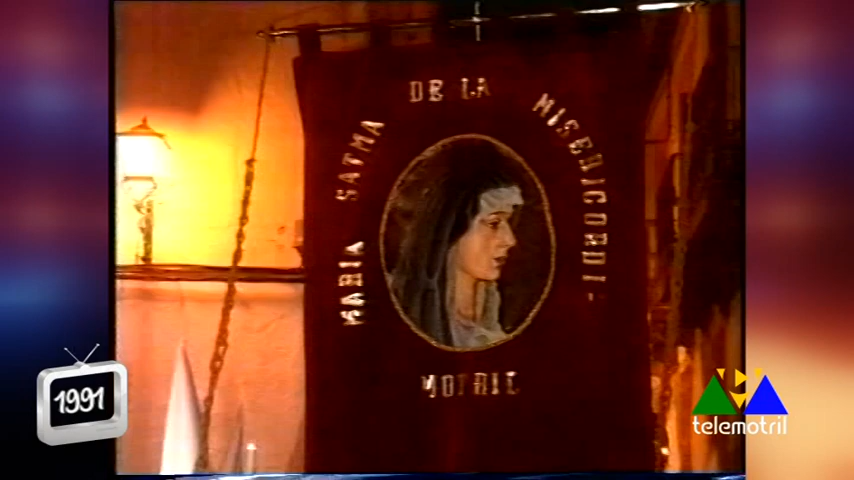 MARIA SATMA DE LA MISERICORDI-
MOTRIL
1991
telemotril